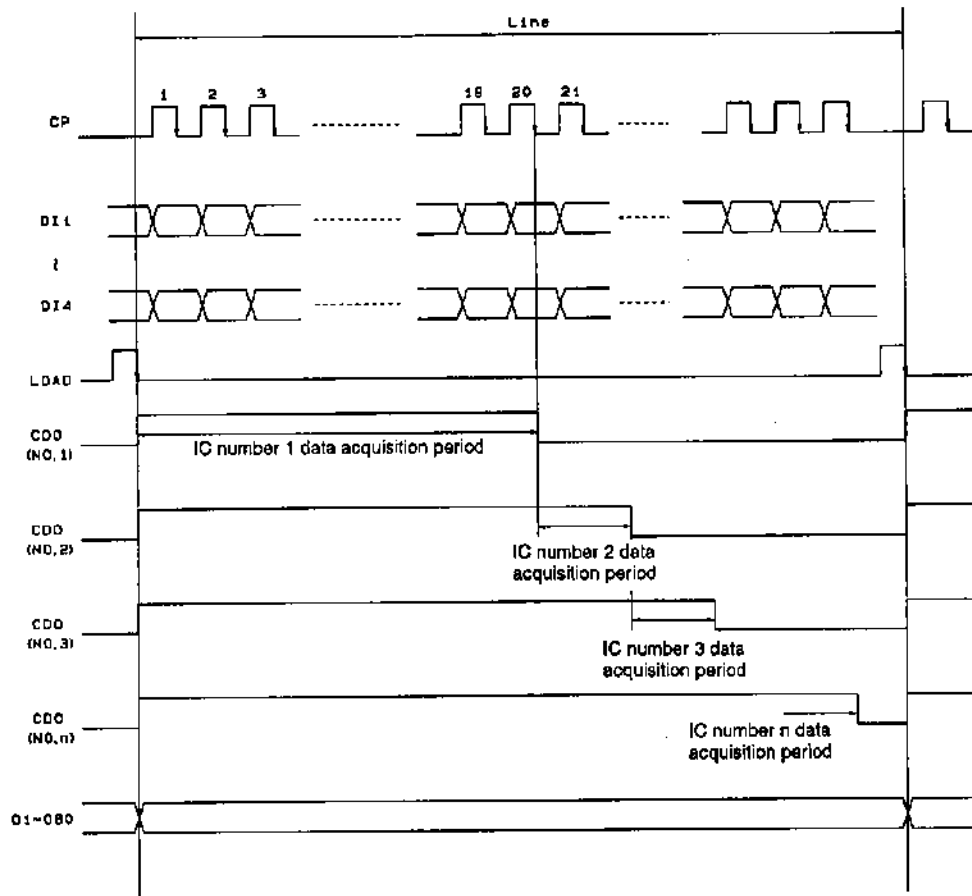 Line
1 2 3 19 20 21
CP
DI1
~
DI4
LOAD
CDO
(NO,1)
IC number 1 data acquisition period
CDO
(NO,2)
IC number 2 data
acquisition period
CDO
(NO,3)
IC number 3 data
acquisition period
CDO
(NO,n)
IC number n data
acquisition period
O1~O80